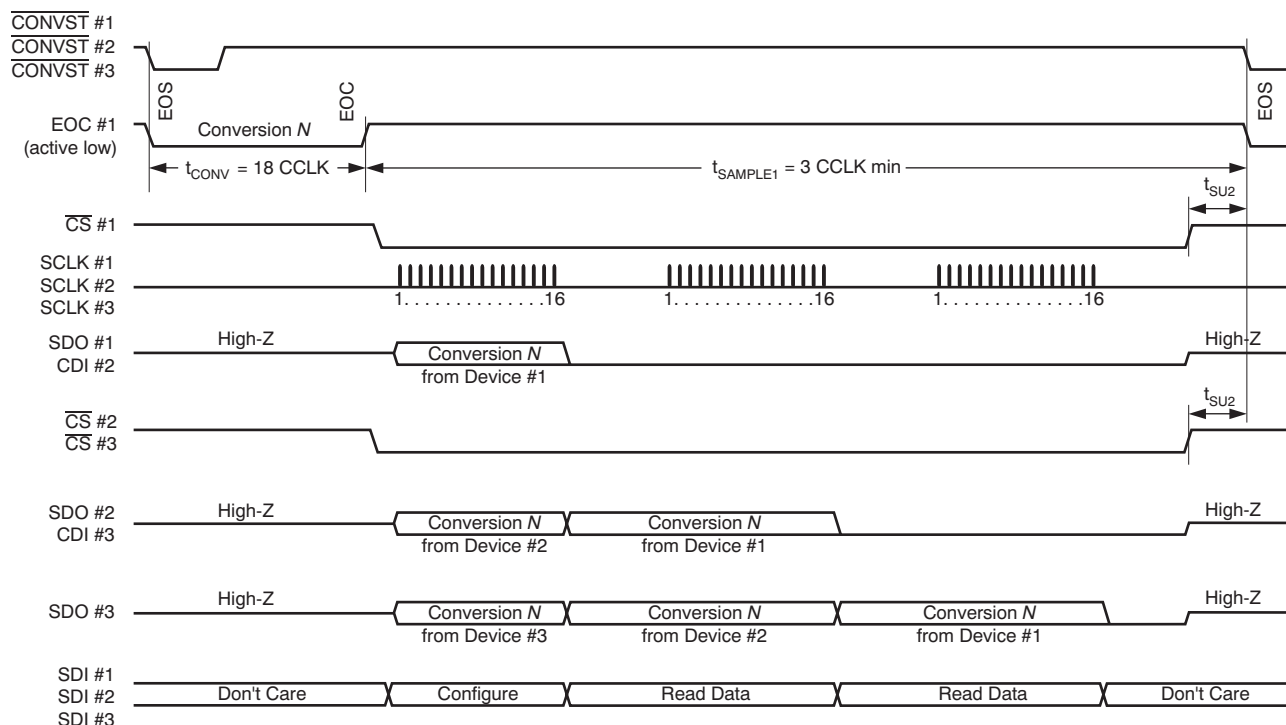 CONVST #1
CONVST #2
CONVST #3
EOS
EOC
EOS
EOC #1
(active low)
Conversion N
tCONV = 18 CCLK
tSAMPLE1 = 3 CCLK min
tSU2
CS #1
SCLK #1
SCLK #2
SCLK #3
1. . . . . . . . . . . . . .16
1. . . . . . . . . . . . . .16
1. . . . . . . . . . . . . .16
SDO #1
CDI #2
High-Z
Conversion N
from Device #1
High-Z
tSU2
CS #2
CS #3
SDO #2
CDI #3
High-Z
Conversion N
from Device #2
Conversion N
from Device #1
High-Z
SDO #3
High-Z
Conversion N
from Device #3
Conversion N
from Device #2
Conversion N
from Device #1
High-Z
SDI #1
SDI #2
SDI #3
Don't Care
Configure
Read Data
Read Data
Don't Care